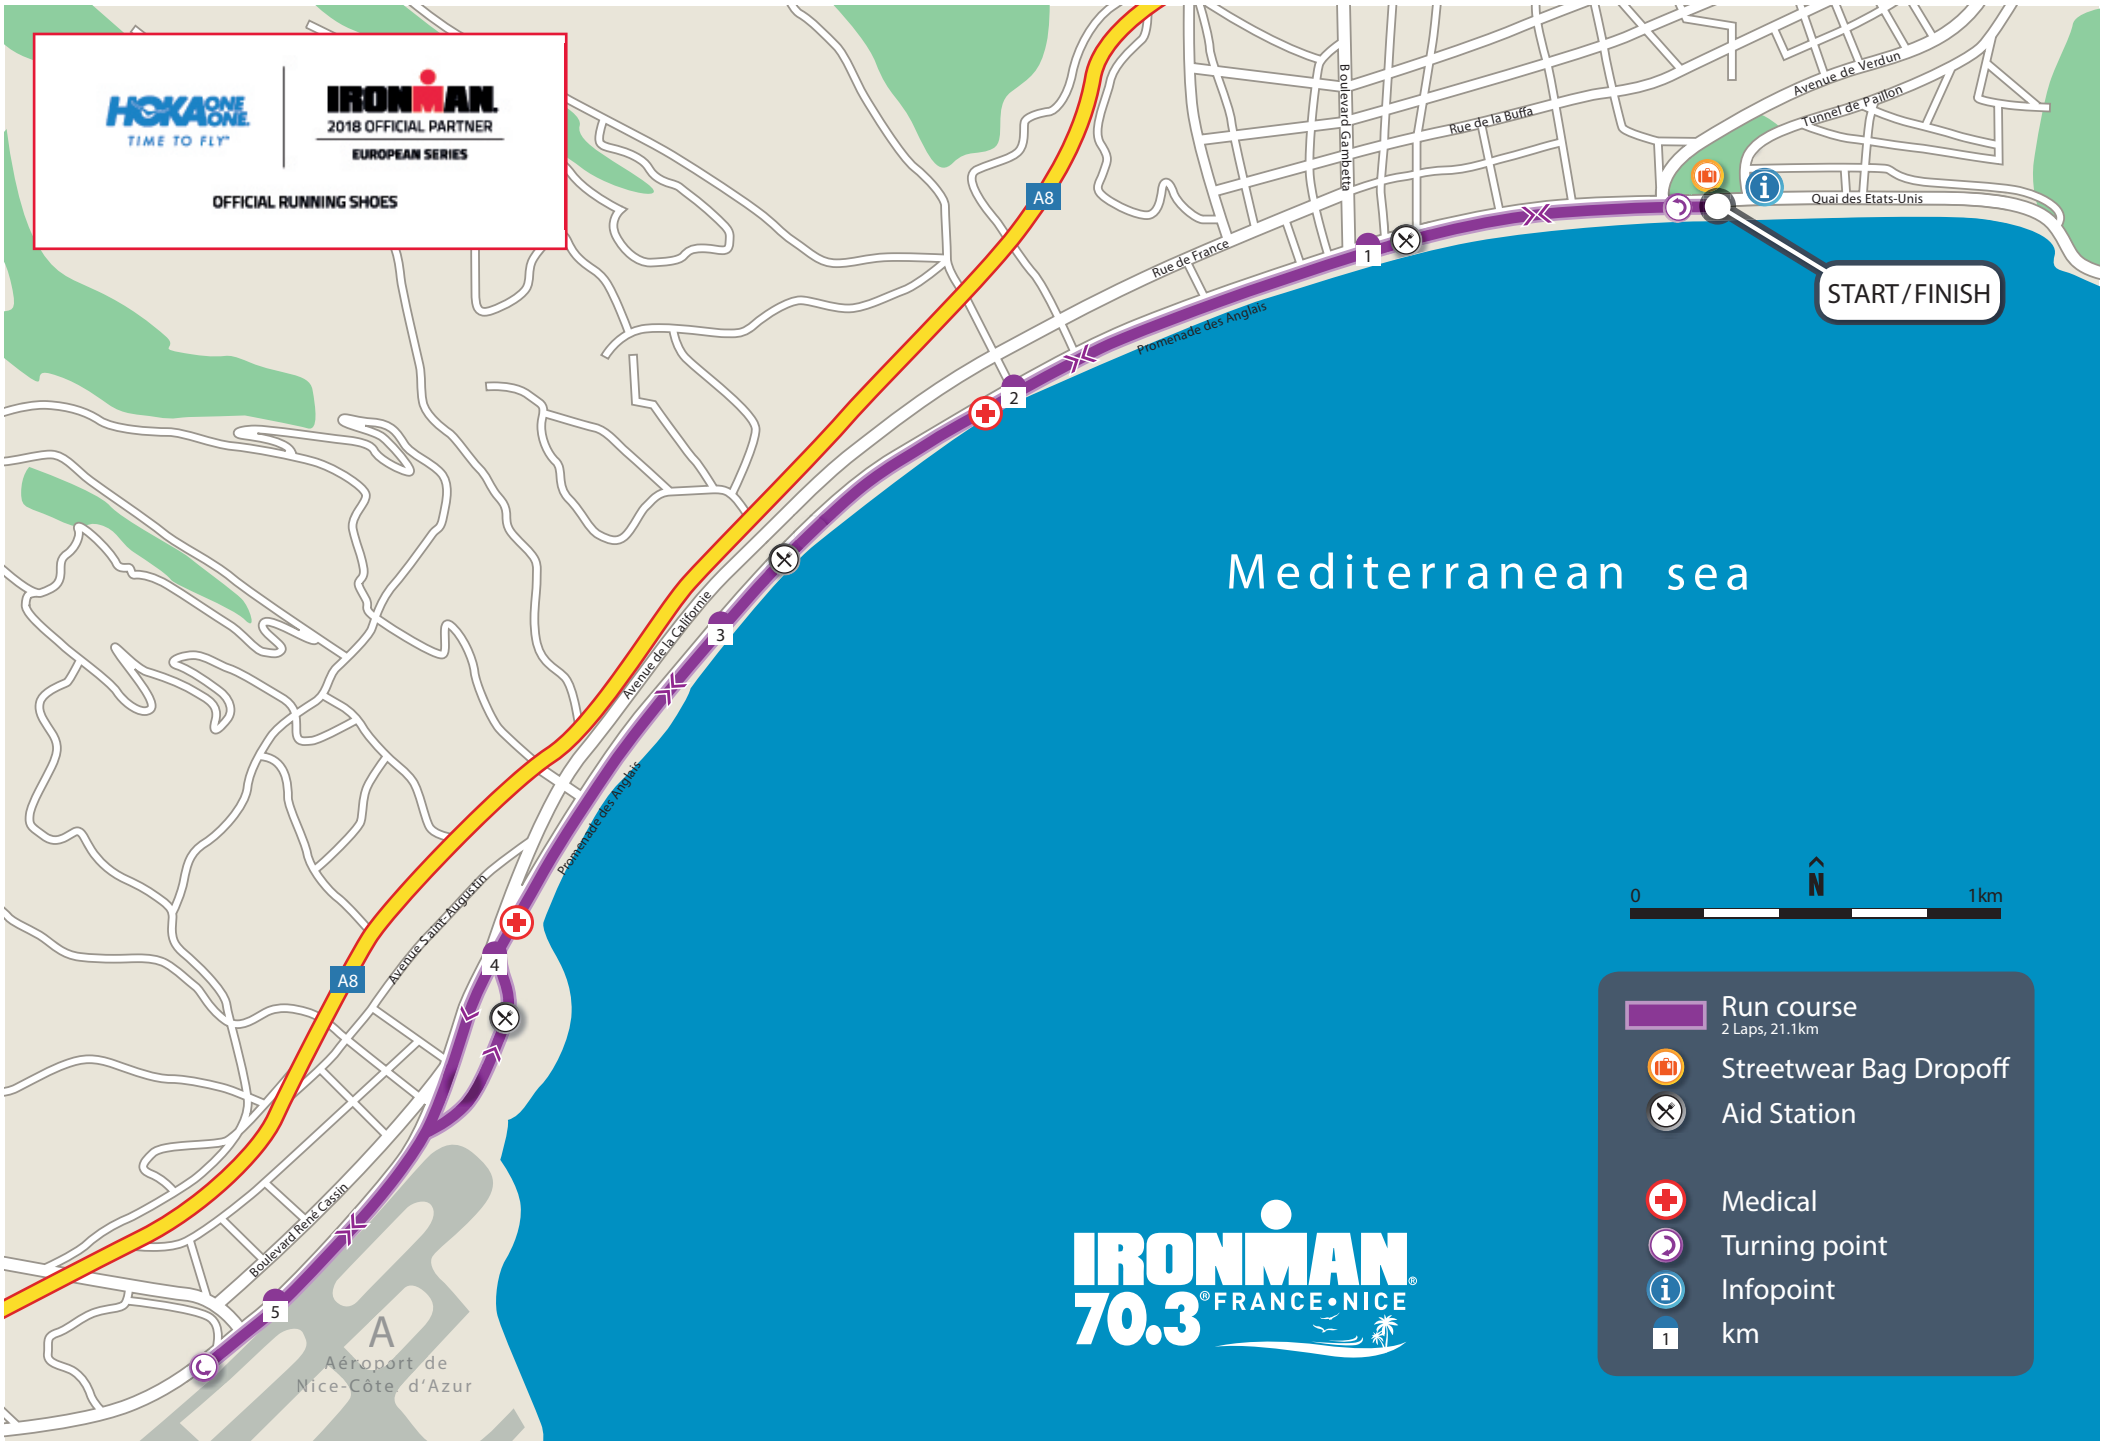 HOKA ONE ONE.
TIME TO FLY™
IRONMAN.
2018 OFFICIAL PARTNER
EUROPEAN SERIES
OFFICIAL RUNNING SHOES
Avenue de Verdun
Tunnel de Paillon
Boulevard Gambetta
Rue de la Buffa
A8
Quai des Etats-Unis
Rue de France
1
START/FINISH
Promenade des Anglais
2
Mediterranean sea
Avenue de la Californie
3
Promenade des Anglais
Avenue Saint-Augustin
0
N
1km
4
A8
Run course
2 Laps, 21.1km
Streetwear Bag Dropoff
Aid Station
Medical
Turning point
Infopoint
1
km
Boulevard René Cassin
5
A
Aéroport de
Nice-Côte d'Azur
IRONMAN®
70.3® FRANCE•NICE